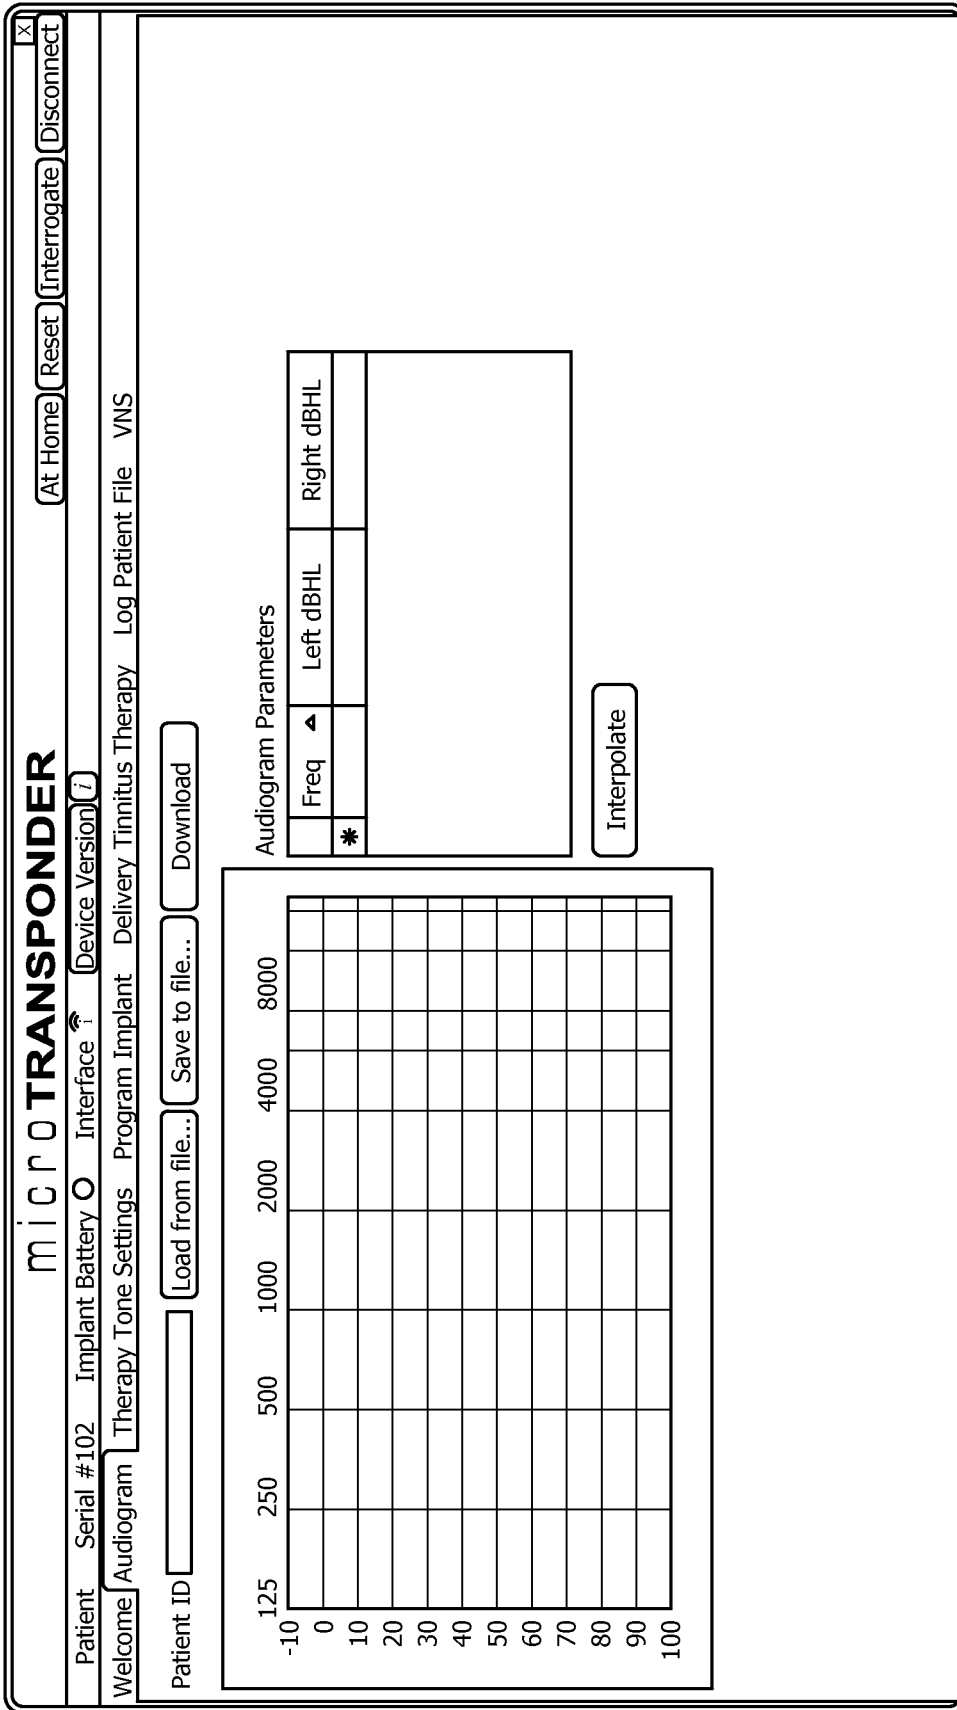 microTRANSPONDER
X
At Home Reset Interrogate Disconnect
Patient Serial #102 Implant Battery Interface i Device Version i
Welcome Audiogram Therapy Tone Settings Program Implant Delivery Tinnitus Therapy Log Patient File VNS
Patient ID Load from file... Save to file... Download
125 250 500 1000 2000 4000 8000
-10
0
10
20
30
40
50
60
70
80
90
100
Audiogram Parameters
Freq Left dBHL Right dBHL
*
Interpolate